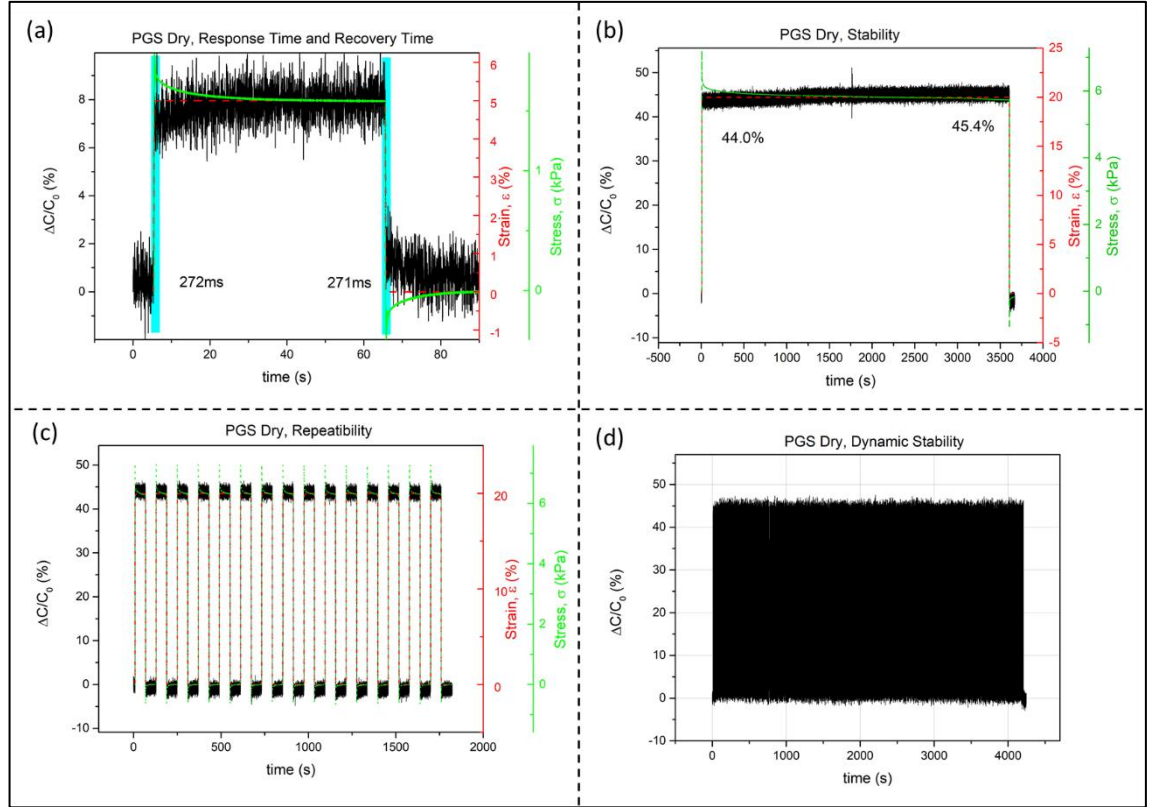 (a)
PGS Dry, Response Time and Recovery Time
ΔC/C₀ (%)
8
6
4
2
0
272ms
271ms
0 20 40 60 80
time (s)
6
5
4
3
2
1
0
-1
Strain, ε (%)
1
0
Stress, σ (kPa)
(b)
PGS Dry, Stability
ΔC/C₀ (%)
50
40
30
20
10
0
-10
44.0%
45.4%
-500 0 500 1000 1500 2000 2500 3000 3500 4000
time (s)
25
20
15
10
5
0
-5
Strain, ε (%)
6
4
2
0
Stress, σ (kPa)
(c)
PGS Dry, Repeatibility
ΔC/C₀ (%)
50
40
30
20
10
0
-10
0 500 1000 1500 2000
time (s)
20
10
0
Strain, ε (%)
6
4
2
0
Stress, σ (kPa)
(d)
PGS Dry, Dynamic Stability
ΔC/C₀ (%)
50
40
30
20
10
0
-10
0 1000 2000 3000 4000
time (s)